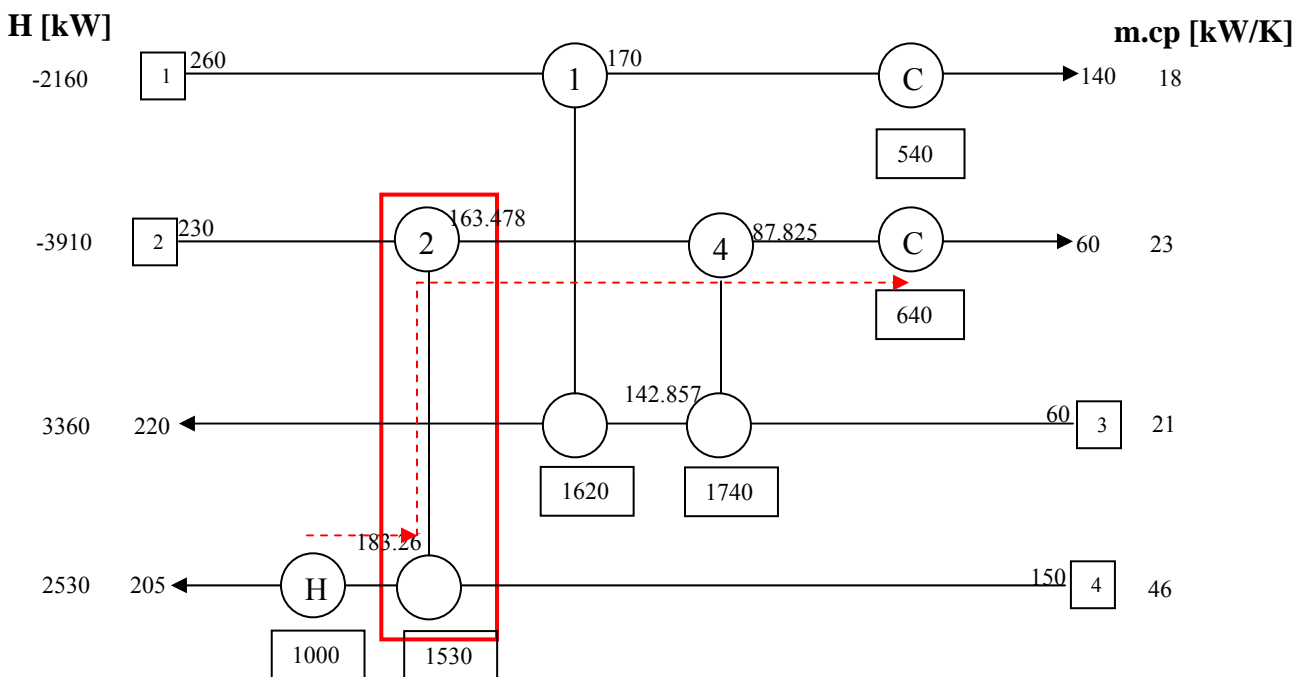 H [kW]
m.cp [kW/K]
-2160 1 260 1 170 C 140 18
540
-3910 2 230 2 163.478 4 87.825 C 60 23
640
3360 220 142.857 60 3 21
1620 1740
183.26
2530 205 H 150 4 46
1000 1530